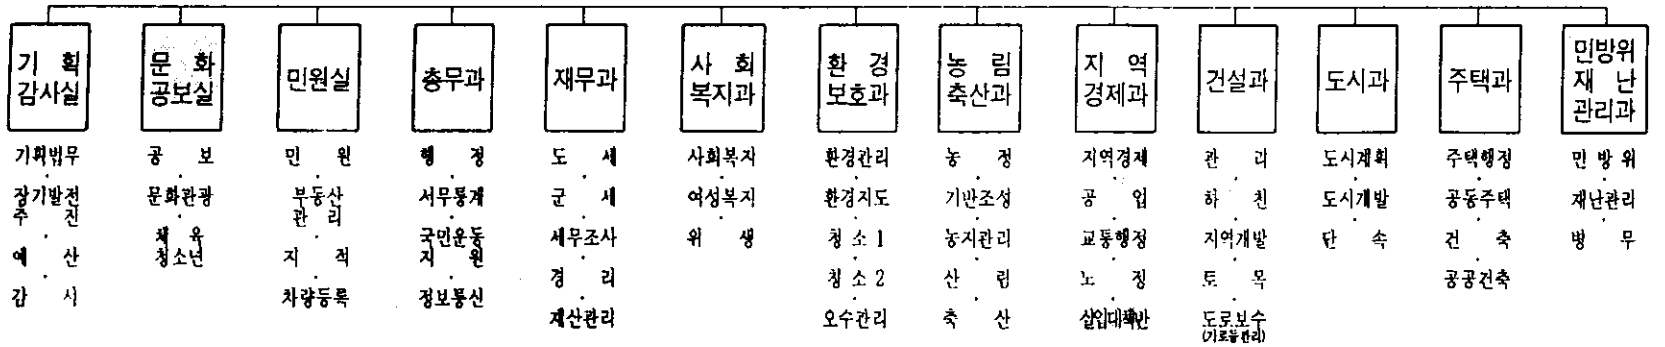 기 획
감사실
문 화
공보실
민원실
총무과
재무과
사 회
복지과
환 경
보호과
농 림
축산과
지 역
경제과
건설과
도시과
주택과
민방위
재 난
관리과
기획법무
장기발전
추 진
예 산
감 사
공 보
문화관광
체 육
청소년
민 원
부동산
관 리
지 적
차량등록
행 정
서무통계
국민운동
지 원
정보통신
도 세
군 세
세무조사
경 리
재산관리
사회복지
여성복지
위 생
환경관리
환경지도
청 소 1
청 소 2
오수관리
농 정
기반조성
농지관리
산 림
축 산
지역경제
공 업
교통행정
노 정
실업대책반
관 리
하 천
지역개발
토 목
도로보수
도시계획
도시개발
단 속
주택행정
공동주택
건 축
공공건축
민 방 위
재난관리
병 무